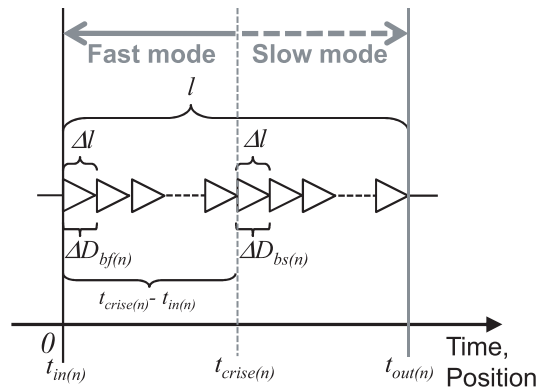 Fast mode Slow mode
l
Δl Δl
ΔD_bf(n) ΔD_bs(n)
t_crise(n)- t_in(n)
0
t_in(n) t_crise(n) t_out(n)
Time,
Position